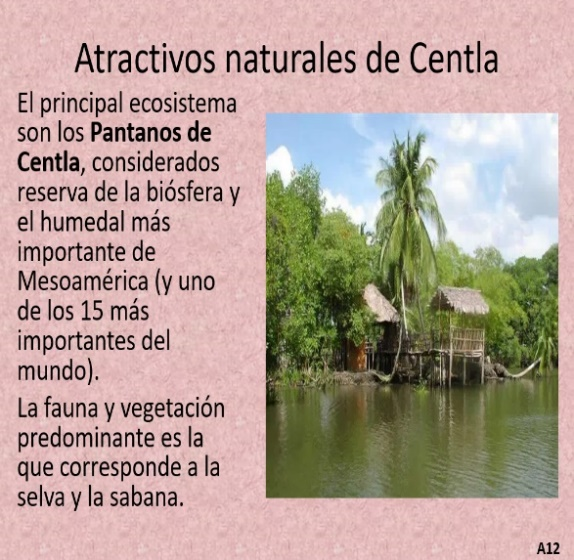 Atractivos naturales de Centla
El principal ecosistema
son los Pantanos de
Centla, considerados
reserva de la biósfera y
el humedal más
importante de
Mesoamérica (y uno
de los 15 más
importantes del
mundo).
La fauna y vegetación
predominante es la
que corresponde a la
selva y la sabana.
A12